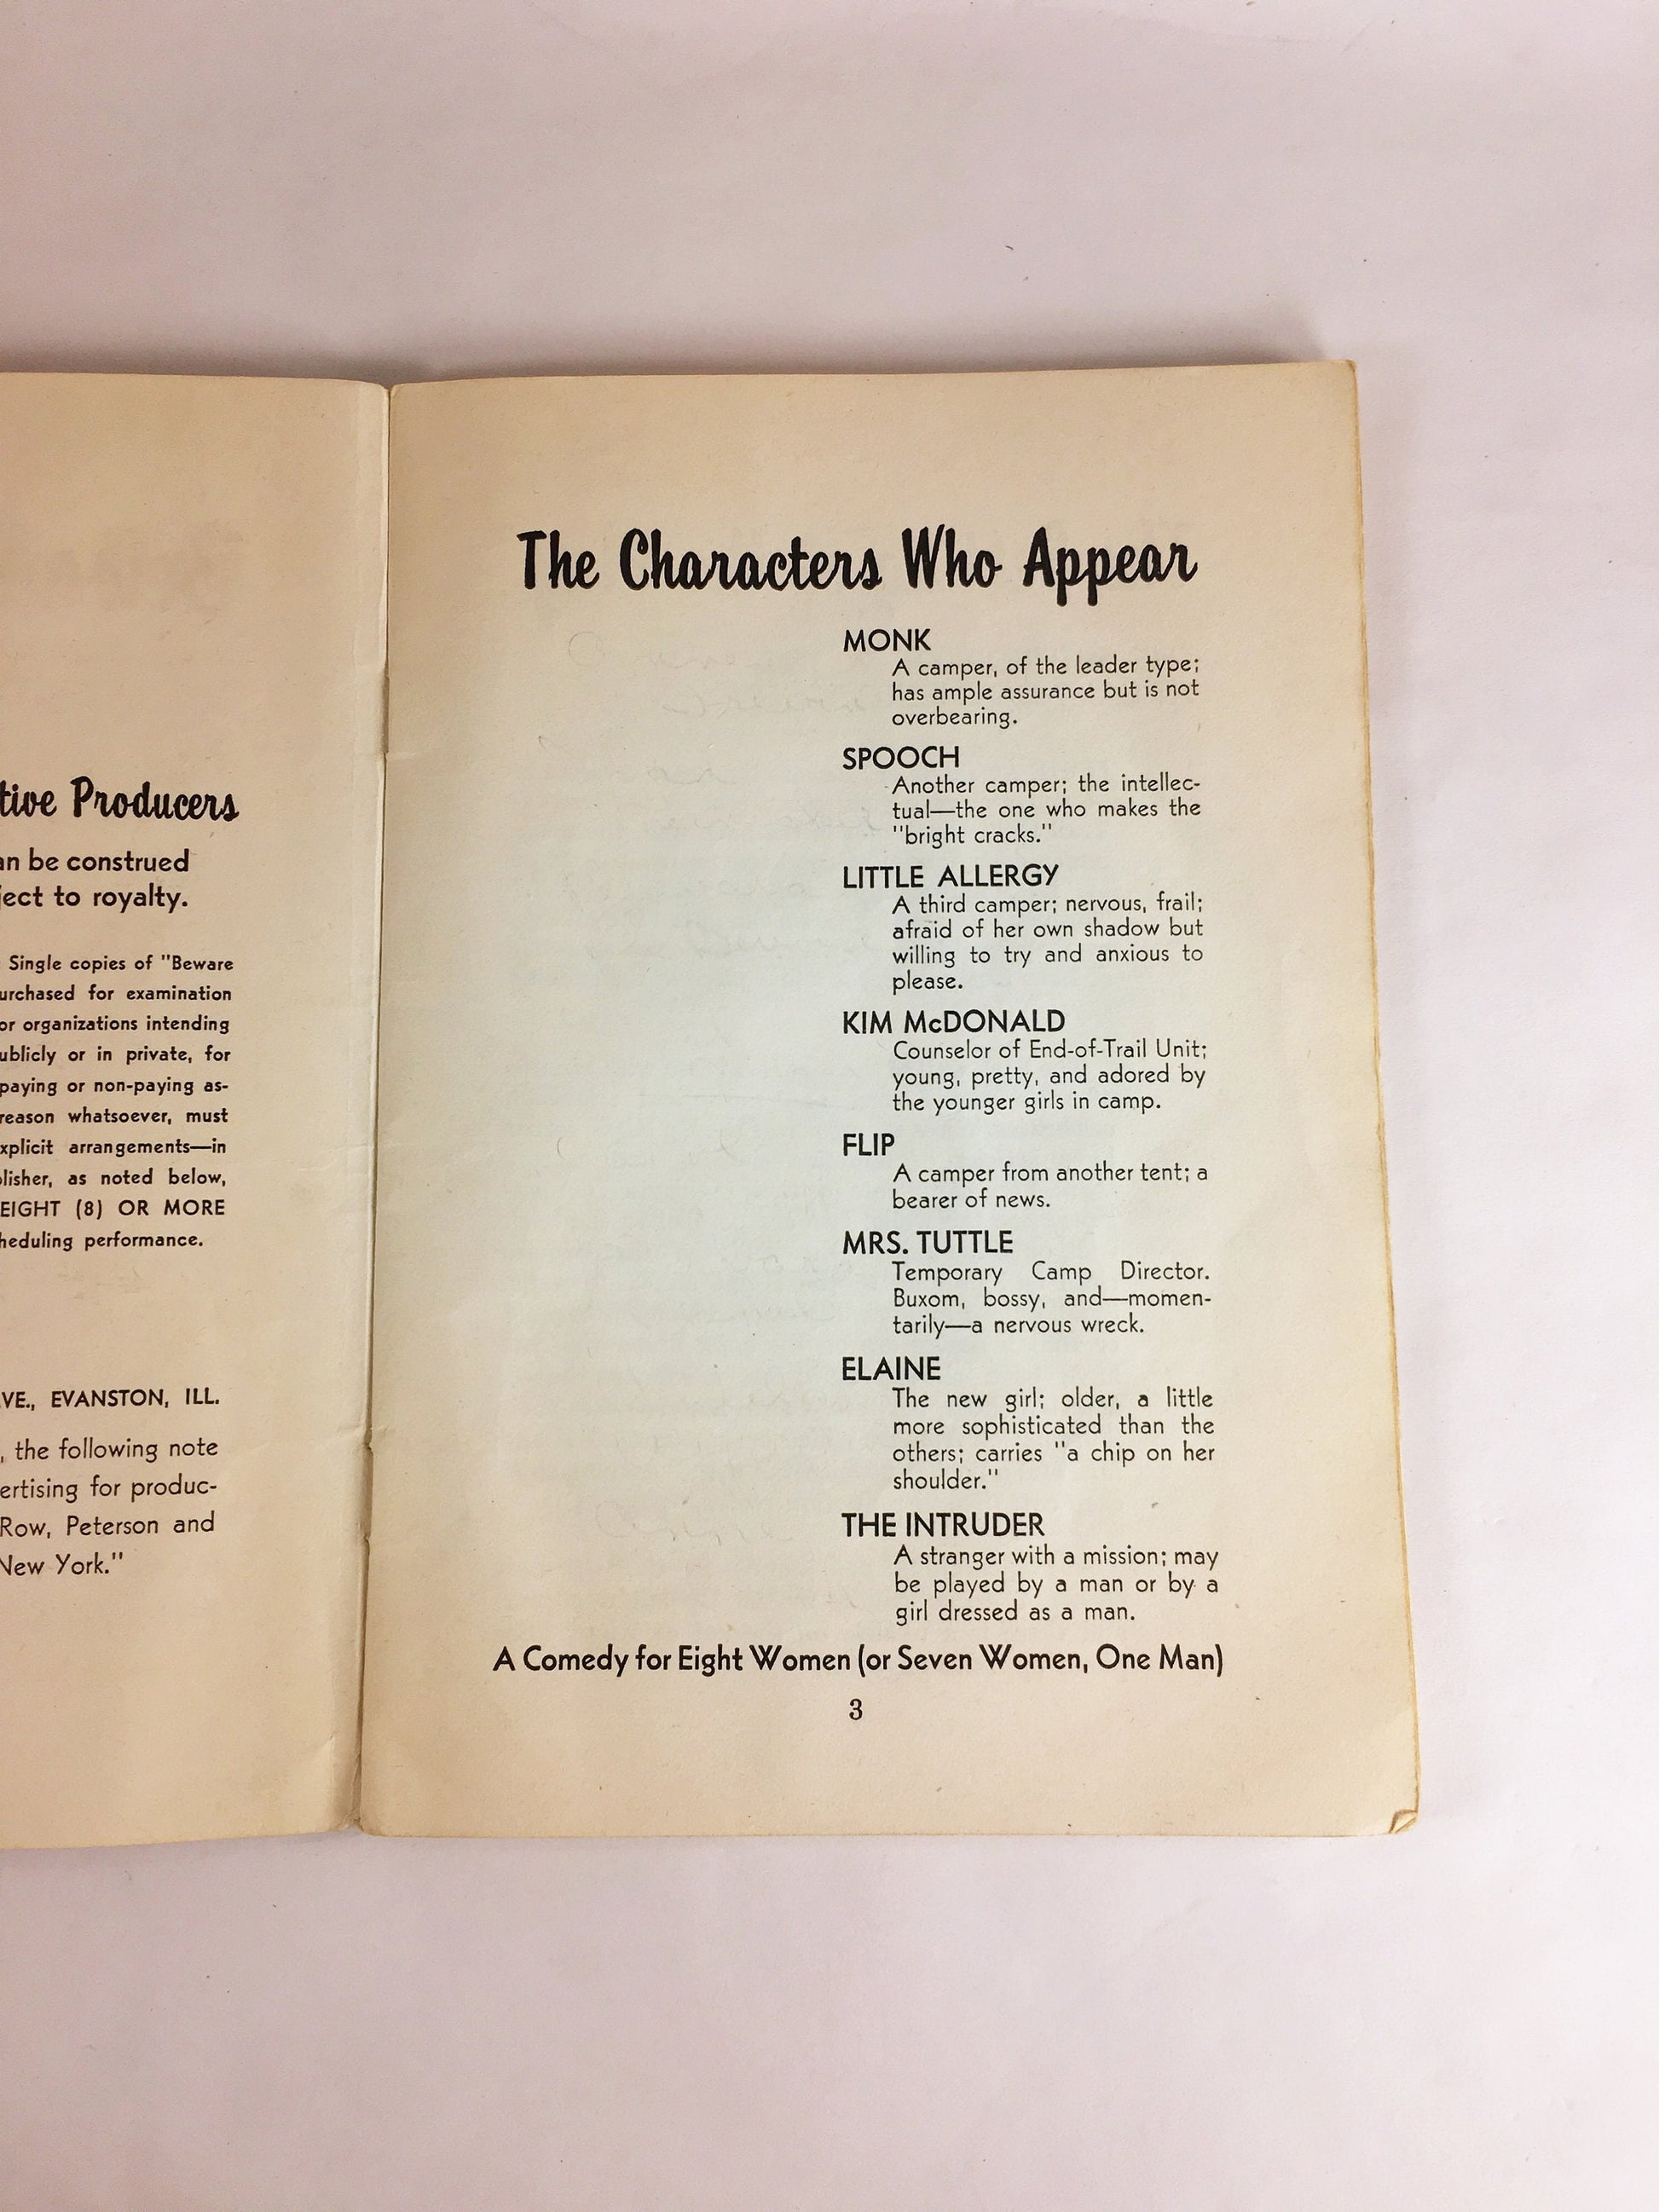 tive Producers
an be construed
ject to royalty.
Single copies of "Beware
urchased for examination
or organizations intending
ublicly or in private, for
paying or non-paying as-
reason whatsoever, must
xplicit arrangements—in
lisher, as noted below,
EIGHT (8) OR MORE
heduling performance.
VE., EVANSTON, ILL.
, the following note
ertising for produc-
Row, Peterson and
New York."
The Characters Who Appear
MONK
A camper, of the leader type;
has ample assurance but is not
overbearing.
SPOOCH
Another camper; the intellec-
tual—the one who makes the
"bright cracks."
LITTLE ALLERGY
A third camper; nervous, frail;
afraid of her own shadow but
willing to try and anxious to
please.
KIM McDONALD
Counselor of End-of-Trail Unit;
young, pretty, and adored by
the younger girls in camp.
FLIP
A camper from another tent; a
bearer of news.
MRS. TUTTLE
Temporary Camp Director.
Buxom, bossy, and—momen-
tarily—a nervous wreck.
ELAINE
The new girl; older, a little
more sophisticated than the
others; carries "a chip on her
shoulder."
THE INTRUDER
A stranger with a mission; may
be played by a man or by a
girl dressed as a man.
A Comedy for Eight Women (or Seven Women, One Man)
3